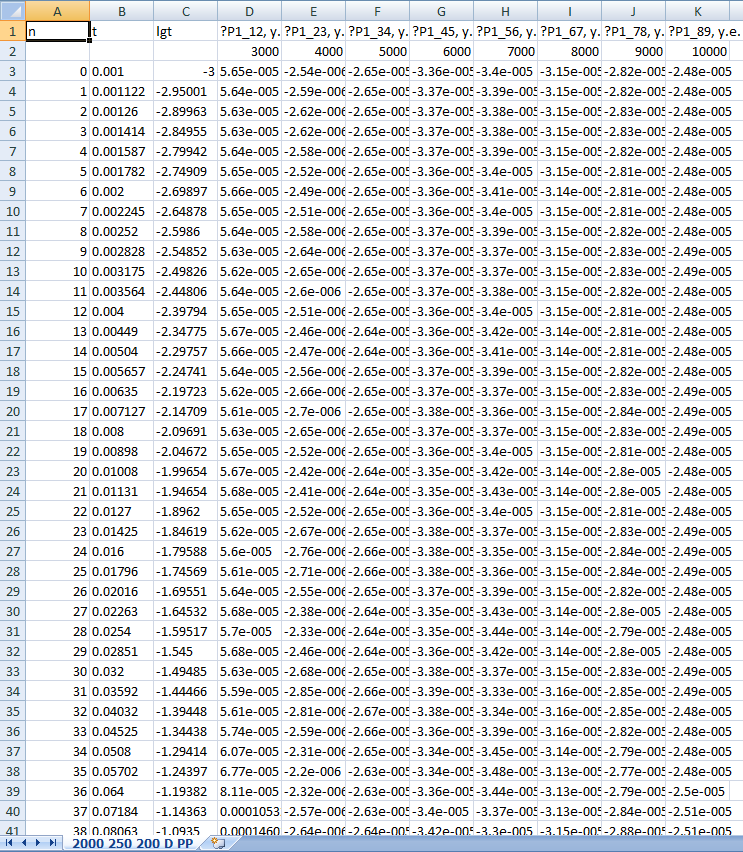 A B C D E F G H I J K
1 n t lgt ?P1_12, y. ?P1_23, y. ?P1_34, y. ?P1_45, y. ?P1_56, y. ?P1_67, y. ?P1_78, y. ?P1_89, y.e.
2 3000 4000 5000 6000 7000 8000 9000 10000
3 0 0.001 -3 5.65e-005 -2.54e-006 -2.65e-005 -3.36e-005 -3.4e-005 -3.15e-005 -2.82e-005 -2.48e-005
4 1 0.001122 -2.95001 5.64e-005 -2.59e-006 -2.65e-005 -3.37e-005 -3.39e-005 -3.15e-005 -2.82e-005 -2.48e-005
5 2 0.00126 -2.89963 5.63e-005 -2.62e-006 -2.65e-005 -3.37e-005 -3.38e-005 -3.15e-005 -2.83e-005 -2.48e-005
6 3 0.001414 -2.84955 5.63e-005 -2.62e-006 -2.65e-005 -3.37e-005 -3.38e-005 -3.15e-005 -2.83e-005 -2.48e-005
7 4 0.001587 -2.79942 5.64e-005 -2.58e-006 -2.65e-005 -3.37e-005 -3.39e-005 -3.15e-005 -2.82e-005 -2.48e-005
8 5 0.001782 -2.74909 5.65e-005 -2.52e-006 -2.65e-005 -3.36e-005 -3.4e-005 -3.15e-005 -2.81e-005 -2.48e-005
9 6 0.002 -2.69897 5.66e-005 -2.49e-006 -2.65e-005 -3.36e-005 -3.41e-005 -3.14e-005 -2.81e-005 -2.48e-005
10 7 0.002245 -2.64878 5.65e-005 -2.51e-006 -2.65e-005 -3.36e-005 -3.4e-005 -3.15e-005 -2.81e-005 -2.48e-005
11 8 0.00252 -2.5986 5.64e-005 -2.58e-006 -2.65e-005 -3.37e-005 -3.39e-005 -3.15e-005 -2.82e-005 -2.48e-005
12 9 0.002828 -2.54852 5.63e-005 -2.64e-006 -2.65e-005 -3.37e-005 -3.37e-005 -3.15e-005 -2.83e-005 -2.49e-005
13 10 0.003175 -2.49826 5.62e-005 -2.65e-006 -2.65e-005 -3.37e-005 -3.37e-005 -3.15e-005 -2.83e-005 -2.49e-005
14 11 0.003564 -2.44806 5.64e-005 -2.6e-006 -2.65e-005 -3.37e-005 -3.38e-005 -3.15e-005 -2.82e-005 -2.48e-005
15 12 0.004 -2.39794 5.65e-005 -2.51e-006 -2.65e-005 -3.36e-005 -3.4e-005 -3.15e-005 -2.81e-005 -2.48e-005
16 13 0.00449 -2.34775 5.67e-005 -2.46e-006 -2.64e-005 -3.36e-005 -3.42e-005 -3.14e-005 -2.81e-005 -2.48e-005
17 14 0.00504 -2.29757 5.66e-005 -2.47e-006 -2.64e-005 -3.36e-005 -3.41e-005 -3.14e-005 -2.81e-005 -2.48e-005
18 15 0.005657 -2.24741 5.64e-005 -2.56e-006 -2.65e-005 -3.37e-005 -3.39e-005 -3.15e-005 -2.82e-005 -2.48e-005
19 16 0.00635 -2.19723 5.62e-005 -2.66e-006 -2.65e-005 -3.37e-005 -3.37e-005 -3.15e-005 -2.83e-005 -2.49e-005
20 17 0.007127 -2.14709 5.61e-005 -2.7e-006 -2.65e-005 -3.38e-005 -3.36e-005 -3.15e-005 -2.84e-005 -2.49e-005
21 18 0.008 -2.09691 5.63e-005 -2.65e-006 -2.65e-005 -3.37e-005 -3.37e-005 -3.15e-005 -2.83e-005 -2.49e-005
22 19 0.00898 -2.04672 5.65e-005 -2.52e-006 -2.65e-005 -3.36e-005 -3.4e-005 -3.15e-005 -2.81e-005 -2.48e-005
23 20 0.01008 -1.99654 5.67e-005 -2.42e-006 -2.64e-005 -3.35e-005 -3.42e-005 -3.14e-005 -2.8e-005 -2.48e-005
24 21 0.01131 -1.94654 5.68e-005 -2.41e-006 -2.64e-005 -3.35e-005 -3.43e-005 -3.14e-005 -2.8e-005 -2.48e-005
25 22 0.0127 -1.8962 5.65e-005 -2.52e-006 -2.65e-005 -3.36e-005 -3.4e-005 -3.15e-005 -2.81e-005 -2.48e-005
26 23 0.01425 -1.84619 5.62e-005 -2.67e-006 -2.65e-005 -3.38e-005 -3.37e-005 -3.15e-005 -2.83e-005 -2.49e-005
27 24 0.016 -1.79588 5.6e-005 -2.76e-006 -2.66e-005 -3.38e-005 -3.35e-005 -3.15e-005 -2.84e-005 -2.49e-005
28 25 0.01796 -1.74569 5.61e-005 -2.71e-006 -2.66e-005 -3.38e-005 -3.36e-005 -3.15e-005 -2.84e-005 -2.49e-005
29 26 0.02016 -1.69551 5.64e-005 -2.55e-006 -2.65e-005 -3.37e-005 -3.39e-005 -3.15e-005 -2.82e-005 -2.48e-005
30 27 0.02263 -1.64532 5.68e-005 -2.38e-006 -2.64e-005 -3.35e-005 -3.43e-005 -3.14e-005 -2.8e-005 -2.48e-005
31 28 0.0254 -1.59517 5.7e-005 -2.33e-006 -2.64e-005 -3.35e-005 -3.44e-005 -3.14e-005 -2.79e-005 -2.48e-005
32 29 0.02851 -1.545 5.68e-005 -2.46e-006 -2.64e-005 -3.36e-005 -3.42e-005 -3.14e-005 -2.8e-005 -2.48e-005
33 30 0.032 -1.49485 5.63e-005 -2.68e-006 -2.65e-005 -3.38e-005 -3.37e-005 -3.15e-005 -2.83e-005 -2.49e-005
34 31 0.03592 -1.44466 5.59e-005 -2.85e-006 -2.66e-005 -3.39e-005 -3.33e-005 -3.16e-005 -2.85e-005 -2.49e-005
35 32 0.04032 -1.39448 5.61e-005 -2.81e-006 -2.67e-005 -3.38e-005 -3.34e-005 -3.16e-005 -2.85e-005 -2.48e-005
36 33 0.04525 -1.34438 5.74e-005 -2.59e-006 -2.66e-005 -3.36e-005 -3.39e-005 -3.16e-005 -2.82e-005 -2.48e-005
37 34 0.0508 -1.29414 6.07e-005 -2.31e-006 -2.65e-005 -3.34e-005 -3.45e-005 -3.14e-005 -2.79e-005 -2.48e-005
38 35 0.05702 -1.24397 6.77e-005 -2.2e-006 -2.63e-005 -3.34e-005 -3.48e-005 -3.13e-005 -2.77e-005 -2.48e-005
39 36 0.064 -1.19382 8.11e-005 -2.32e-006 -2.63e-005 -3.36e-005 -3.44e-005 -3.13e-005 -2.79e-005 -2.5e-005
40 37 0.07184 -1.14363 0.0001053 -2.57e-006 -2.63e-005 -3.4e-005 -3.37e-005 -3.13e-005 -2.84e-005 -2.51e-005
41 38 0.08063 -1.0935 0.0001460 -2.64e-006 -2.64e-005 -3.42e-005 -3.3e-005 -3.15e-005 -2.88e-005 -2.51e-005
2000 250 200 D PP